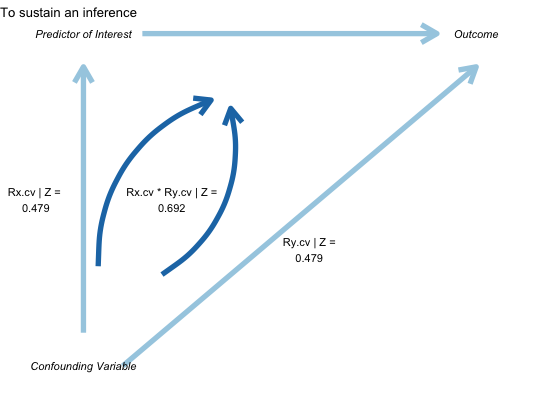 To sustain an inference
Predictor of Interest
Outcome
Rx.cv | Z =
0.479
Rx.cv * Ry.cv | Z =
0.692
Ry.cv | Z =
0.479
Confounding Variable